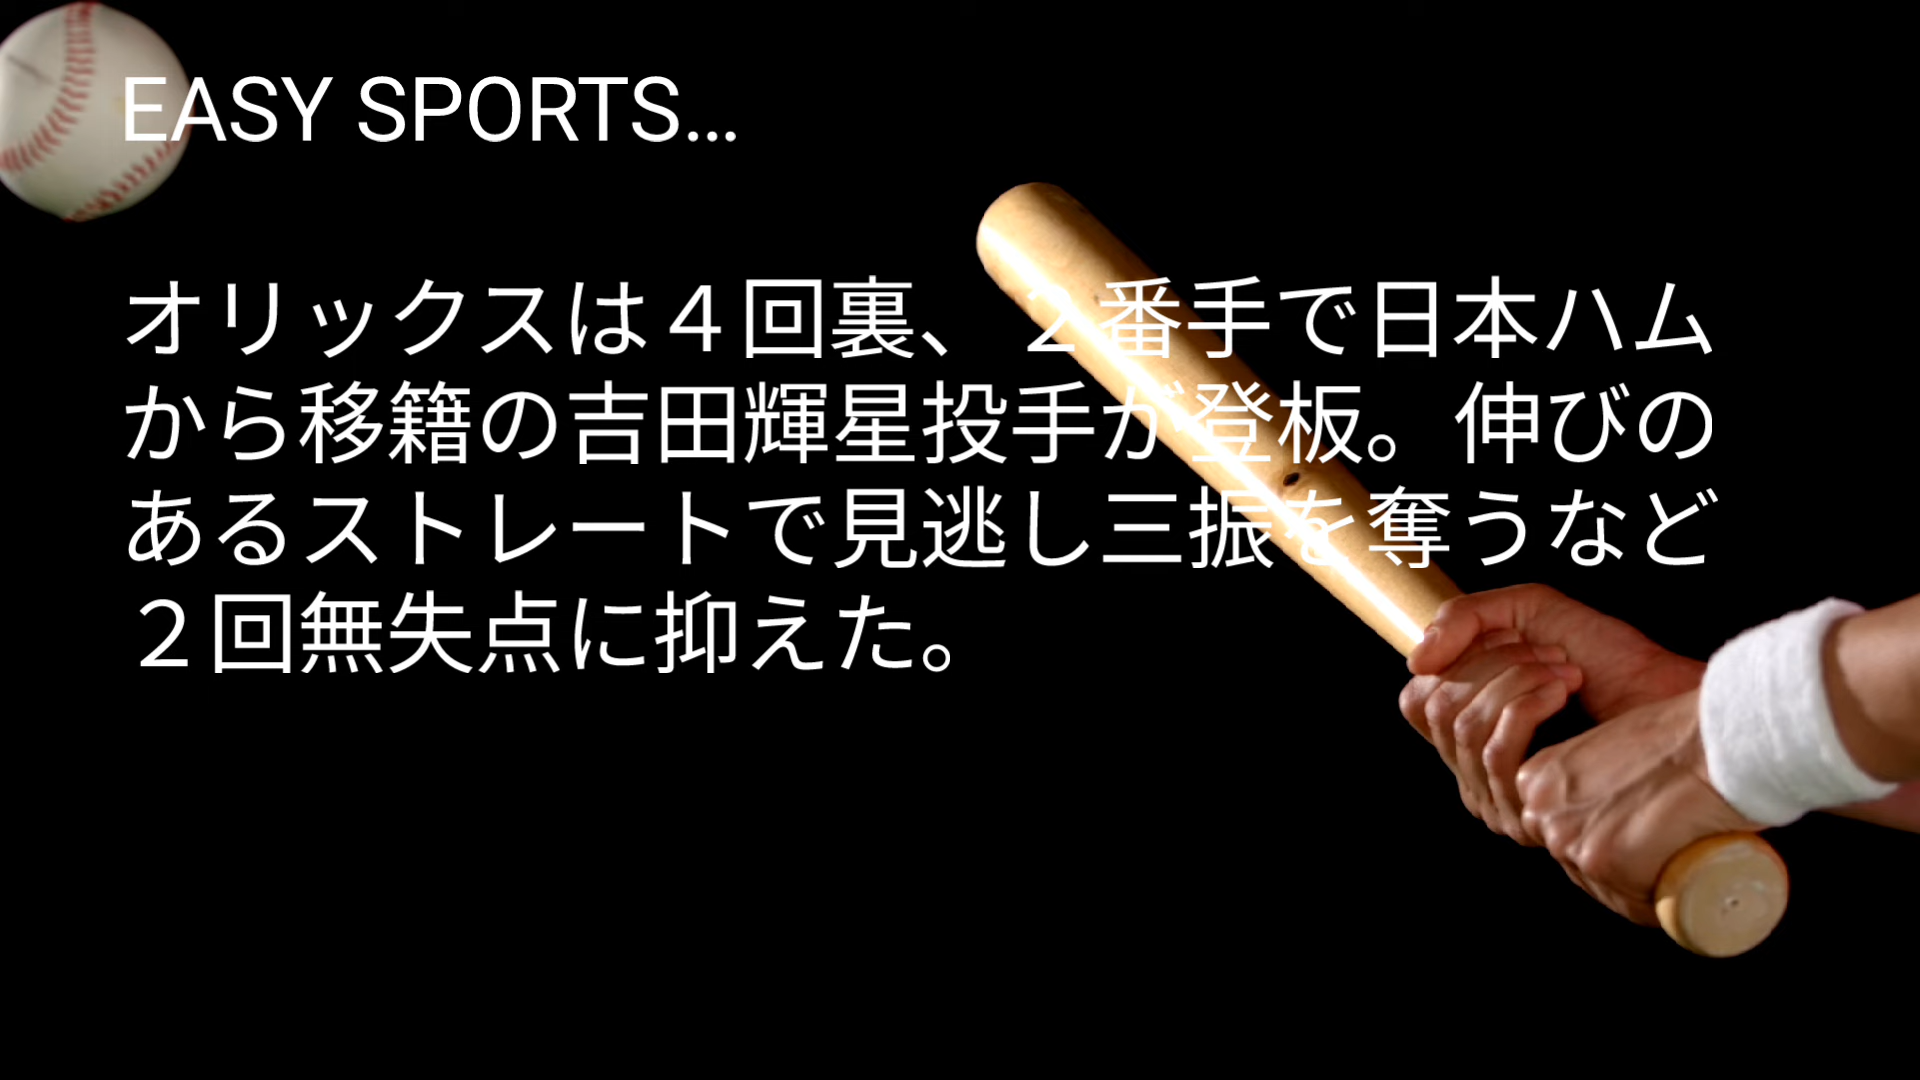 EASY SPORTS...
オリックスは４回裏、２番手で日本ハム
から移籍の吉田輝星投手が登板。伸びの
あるストレートで見逃し三振を奪うなど
２回無失点に抑えた。